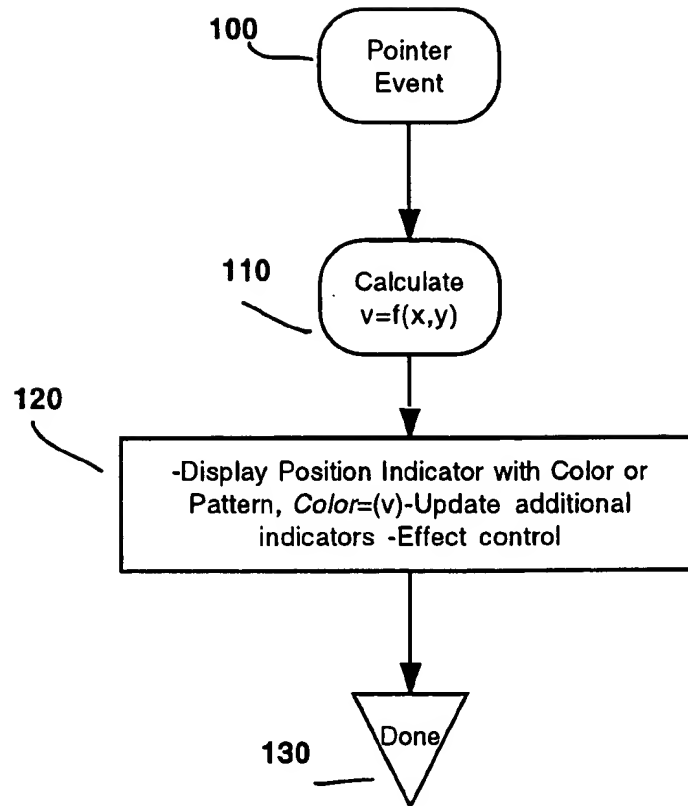 100
Pointer
Event
110
Calculate
v=f(x,y)
120
-Display Position Indicator with Color or
Pattern, Color=(v)-Update additional
indicators -Effect control
Done
130